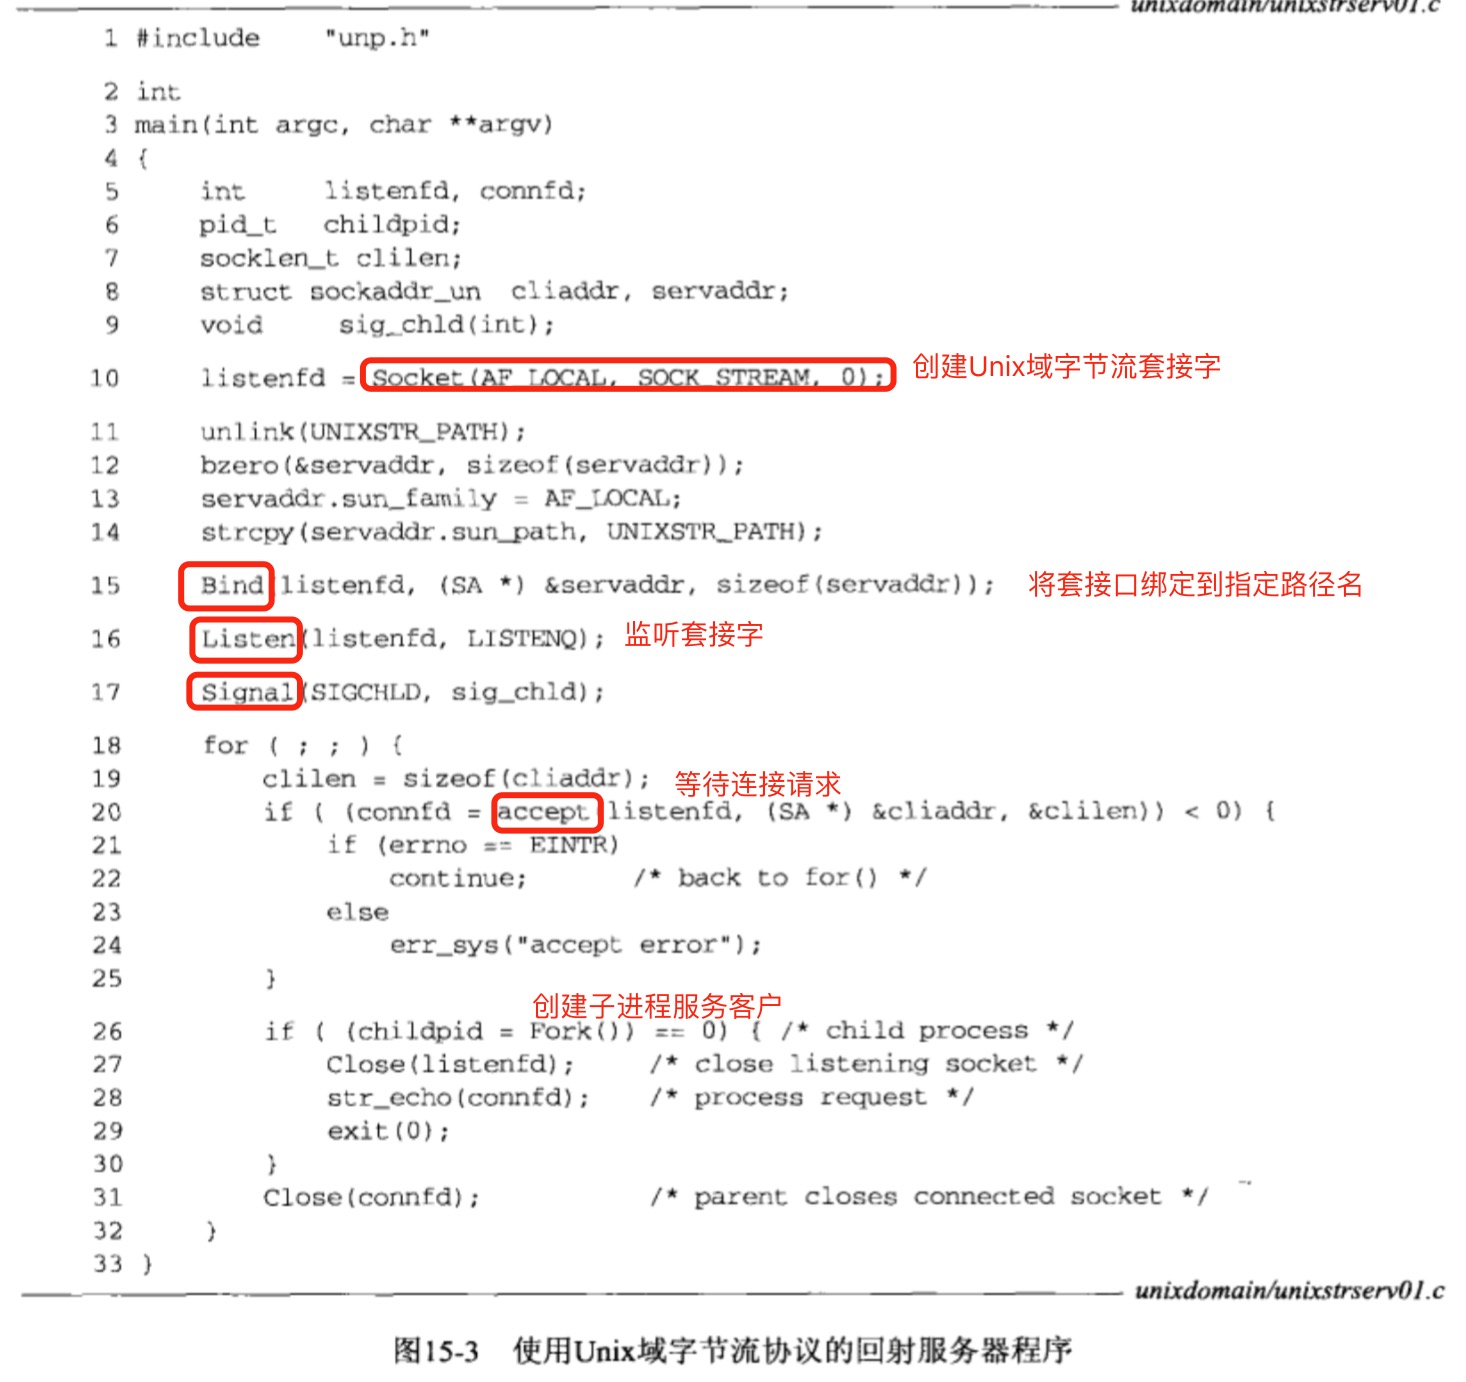 unixdomain/unixstrserv01.c
1 #include    "unp.h"
2 int
3 main(int argc, char **argv)
4 {
5     int     listenfd, connfd;
6     pid_t   childpid;
7     socklen_t clilen;
8     struct sockaddr_un  cliaddr, servaddr;
9     void     sig_chld(int);
10     listenfd = Socket(AF_LOCAL, SOCK_STREAM, 0); 创建Unix域字节流套接字
11     unlink(UNIXSTR_PATH);
12     bzero(&servaddr, sizeof(servaddr));
13     servaddr.sun_family = AF_LOCAL;
14     strcpy(servaddr.sun_path, UNIXSTR_PATH);
15     Bind(listenfd, (SA *) &servaddr, sizeof(servaddr)); 将套接口绑定到指定路径名
16     Listen(listenfd, LISTENQ); 监听套接字
17     Signal(SIGCHLD, sig_chld);
18     for ( ; ; ) {
19         clilen = sizeof(cliaddr); 等待连接请求
20         if ( (connfd = accept(listenfd, (SA *) &cliaddr, &clilen)) < 0) {
21             if (errno == EINTR)
22                 continue;       /* back to for() */
23             else
24                 err_sys("accept error");
25         }
创建子进程服务客户
26         if ( (childpid = Fork()) == 0) { /* child process */
27             Close(listenfd);     /* close listening socket */
28             str_echo(connfd);    /* process request */
29             exit(0);
30         }
31         Close(connfd);           /* parent closes connected socket */
32     }
33 }
unixdomain/unixstrserv01.c
图15-3 使用Unix域字节流协议的回射服务器程序